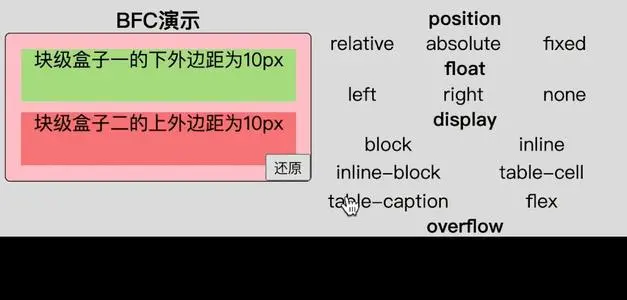 BFC演示
块级盒子一的下外边距为10px
块级盒子二的上外边距为10px
还原
position
relative absolute fixed
float
left right none
display
block inline
inline-block table-cell
table-caption flex
overflow